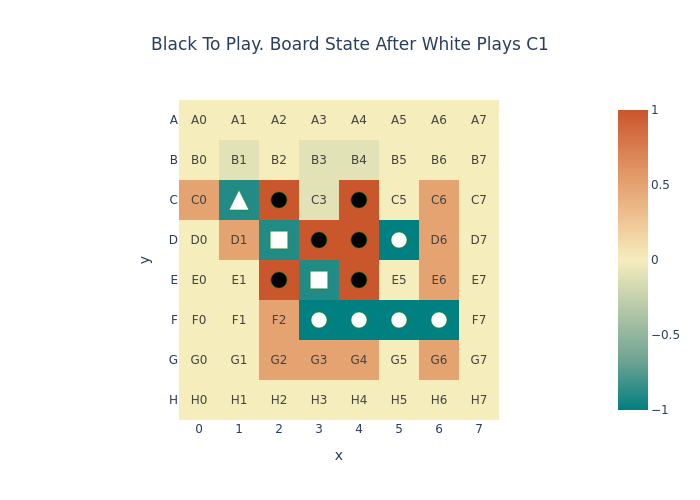 Black To Play. Board State After White Plays C1
A A0 A1 A2 A3 A4 A5 A6 A7
B B0 B1 B2 B3 B4 B5 B6 B7
C C0 C3 C5 C6 C7
D D0 D1 D6 D7
E E0 E1 E5 E6 E7
F F0 F1 F2 F7
G G0 G1 G2 G3 G4 G5 G6 G7
H H0 H1 H2 H3 H4 H5 H6 H7
0 1 2 3 4 5 6 7
x
y
1
0.5
0
−0.5
−1